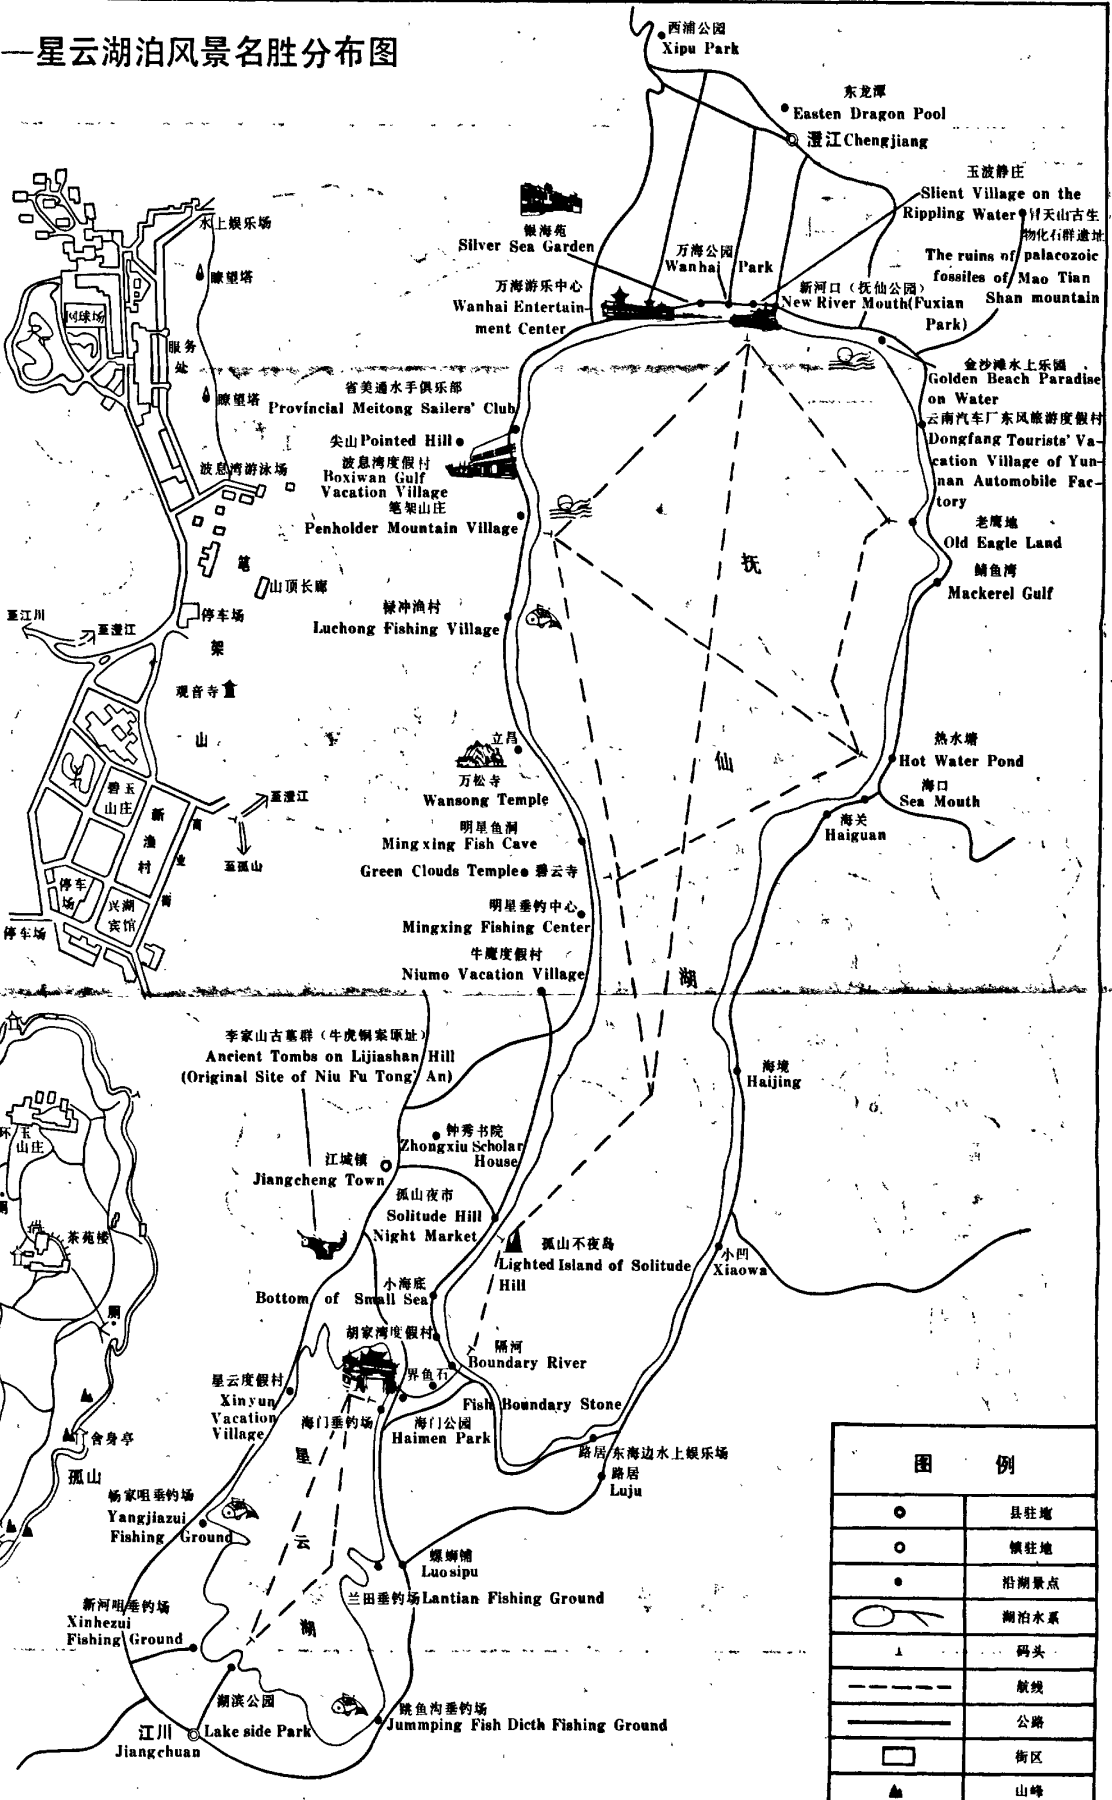 —星云湖泊风景名胜分布图
西浦公园
Xipu Park
东龙潭
Easten Dragon Pool
澄江Chengjiang
玉波静庄
Slient Village on the
Rippling Water
帽天山古生
物化石群遗址
The ruins of palacozoic
fossiles of Mao Tian
Shan mountain
银海苑
Silver Sea Garden
万海公园
Wanhai Park
万海游乐中心
Wanhai Entertain-
ment Center
新河口（抚仙公园）
New River Mouth(Fuxian
Park)
金沙滩水上乐园
Golden Beach Paradise
on Water
云南汽车厂东风旅游度假村
Dongfang Tourists' Va-
cation Village of Yun-
nan Automobile Fac-
tory
省美通水手俱乐部
Provincial Meitong Sailers' Club
尖山Pointed Hill
波息湾度假村
Boxiwan Gulf
Vacation Village
笔架山庄
Penholder Mountain Village
老鹰地
Old Eagle Land
鲭鱼湾
Mackerel Gulf
禄冲渔村
Luchong Fishing Village
抚
仙
湖
立昌
万松寺
Wansong Temple
热水塘
Hot Water Pond
海口
Sea Mouth
海关
Haiguan
明星鱼洞
Mingxing Fish Cave
Green Clouds Temple 碧云寺
明星垂钓中心
Mingxing Fishing Center
牛魔度假村
Niumo Vacation Village
李家山古墓群（牛虎铜案原址）
Ancient Tombs on Lijiashan Hill
(Original Site of Niu Fu Tong' An)
海境
Haijing
钟秀书院
Zhongxiu Scholar
House
江城镇
Jiangcheng Town
孤山夜市
Solitude Hill
Night Market
孤山不夜岛
Lighted Island of Solitude
Hill
小凹
Xiaowa
小海底
Bottom of Small Sea
胡家湾度假村
隔河
Boundary River
界鱼石
Fish Boundary Stone
星云度假村
Xinyun
Vacation
Village
海门垂钓场
海门公园
Haimen Park
路居东海边水上娱乐场
路居
Luju
杨家咀垂钓场
Yangjiazui
Fishing Ground
星
云
湖
螺蛳铺
Luosipu
兰田垂钓场Lantian Fishing Ground
新河咀垂钓场
Xinhezui
Fishing Ground
湖滨公园
Lake side Park
江川
Jiangchuan
跳鱼沟垂钓场
Jummping Fish Dicth Fishing Ground
水上娱乐场
瞭望塔
网球场
服务
处
瞭望塔
波息湾游泳场
笔
架
山
山顶长廊
停车场
至江川
至澄江
观音寺
碧玉
山庄
新
渔
村
商
业
街
至澄江
至孤山
停车
场
兴湖
宾馆
停车场
环玉
山庄
茶苑楼
厕
舍身亭
孤山
图 例
县驻地
镇驻地
沿湖景点
湖泊水系
码头
航线
公路
街区
山峰